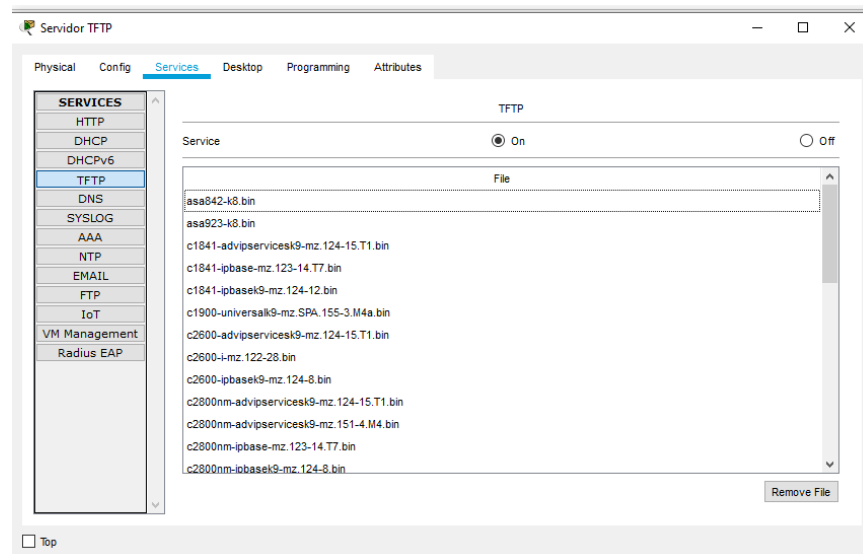 Servidor TFTP
Physical Config Services Desktop Programming Attributes
SERVICES
HTTP
DHCP
DHCPv6
TFTP
DNS
SYSLOG
AAA
NTP
EMAIL
FTP
IoT
VM Management
Radius EAP
TFTP
Service On Off
File
asa842-k8.bin
asa923-k8.bin
c1841-advipservicesk9-mz.124-15.T1.bin
c1841-ipbase-mz.123-14.T7.bin
c1841-ipbasek9-mz.124-12.bin
c1900-universalk9-mz.SPA.155-3.M4a.bin
c2600-advipservicesk9-mz.124-15.T1.bin
c2600-i-mz.122-28.bin
c2600-ipbasek9-mz.124-8.bin
c2800nm-advipservicesk9-mz.124-15.T1.bin
c2800nm-advipservicesk9-mz.151-4.M4.bin
c2800nm-ipbase-mz.123-14.T7.bin
c2800nm-ipbasek9-mz.124-8.bin
Remove File
Top